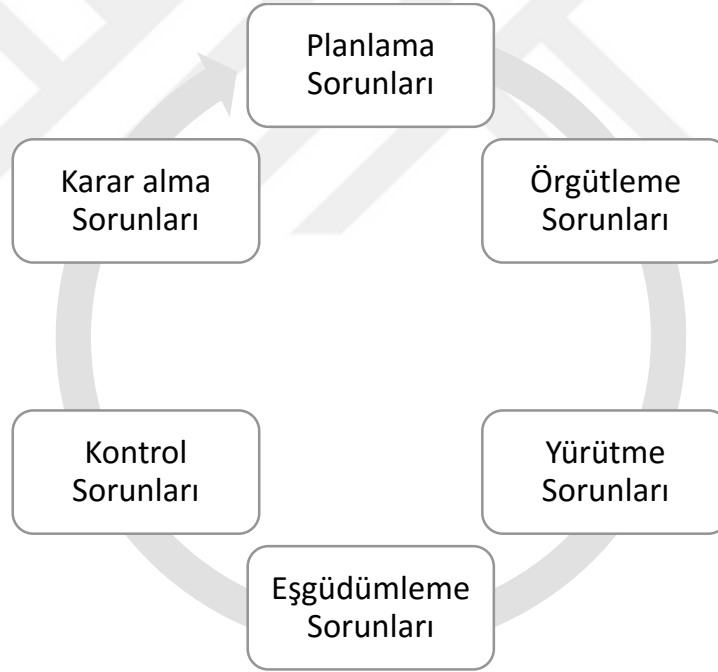 Planlama
Sorunları
Örgütleme
Sorunları
Yürütme
Sorunları
Eşgüdümleme
Sorunları
Kontrol
Sorunları
Karar alma
Sorunları